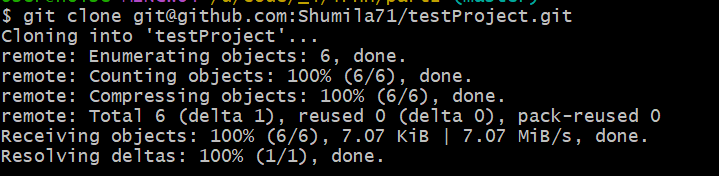 $ git clone git@github.com:Shumila71/testProject.git
Cloning into 'testProject'...
remote: Enumerating objects: 6, done.
remote: Counting objects: 100% (6/6), done.
remote: Compressing objects: 100% (6/6), done.
remote: Total 6 (delta 1), reused 0 (delta 0), pack-reused 0
Receiving objects: 100% (6/6), 7.07 KiB | 7.07 MiB/s, done.
Resolving deltas: 100% (1/1), done.